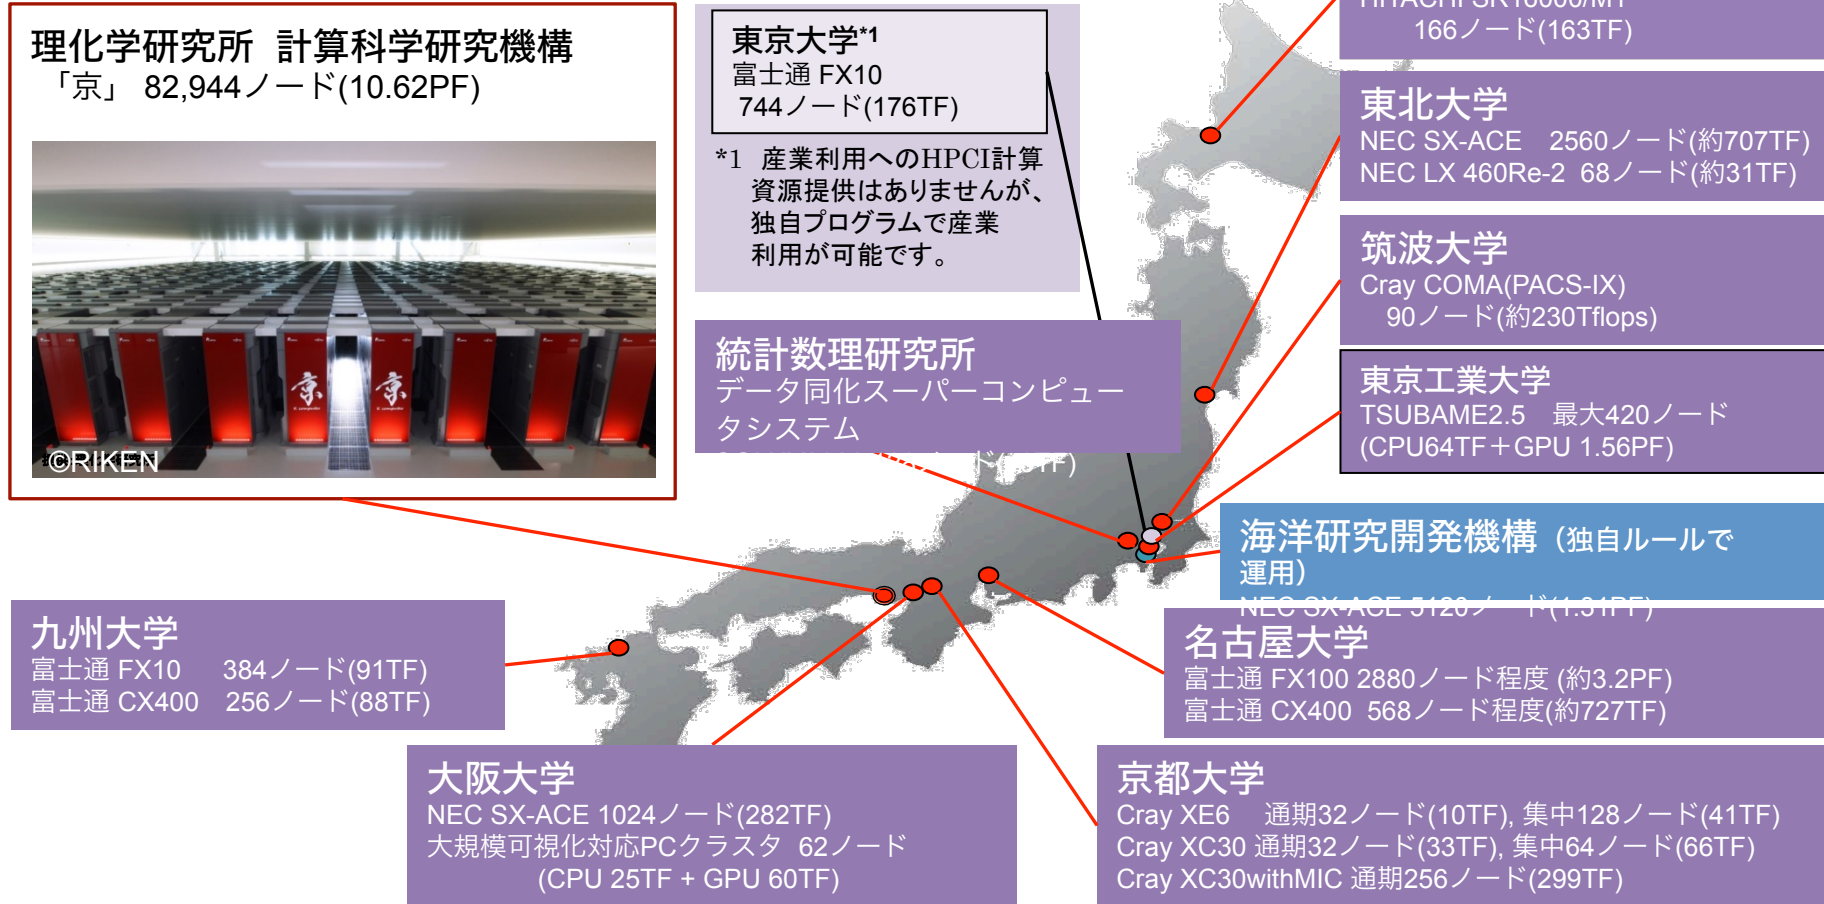 理化学研究所 計算科学研究機構
「京」 82,944ノード(10.62PF)
京
京
©RIKEN
東京大学*1
富士通 FX10
744ノード(176TF)
*1 産業利用へのHPCI計算
資源提供はありませんが、
独自プログラムで産業
利用が可能です。
統計数理研究所
データ同化スーパーコンピュー
タシステム
HITACHI SR16000/M1
166ノード(163TF)
東北大学
NEC SX-ACE 2560ノード(約707TF)
NEC LX 460Re-2 68ノード(約31TF)
筑波大学
Cray COMA(PACS-IX)
90ノード(約230Tflops)
東京工業大学
TSUBAME2.5 最大420ノード
(CPU64TF＋GPU 1.56PF)
海洋研究開発機構（独自ルールで
運用）
NEC SX-ACE 5120ノード(1.31PF)
名古屋大学
富士通 FX100 2880ノード程度 (約3.2PF)
富士通 CX400 568ノード程度(約727TF)
九州大学
富士通 FX10 384ノード(91TF)
富士通 CX400 256ノード(88TF)
大阪大学
NEC SX-ACE 1024ノード(282TF)
大規模可視化対応PCクラスタ 62ノード
(CPU 25TF + GPU 60TF)
京都大学
Cray XE6 通期32ノード(10TF), 集中128ノード(41TF)
Cray XC30 通期32ノード(33TF), 集中64ノード(66TF)
Cray XC30withMIC 通期256ノード(299TF)